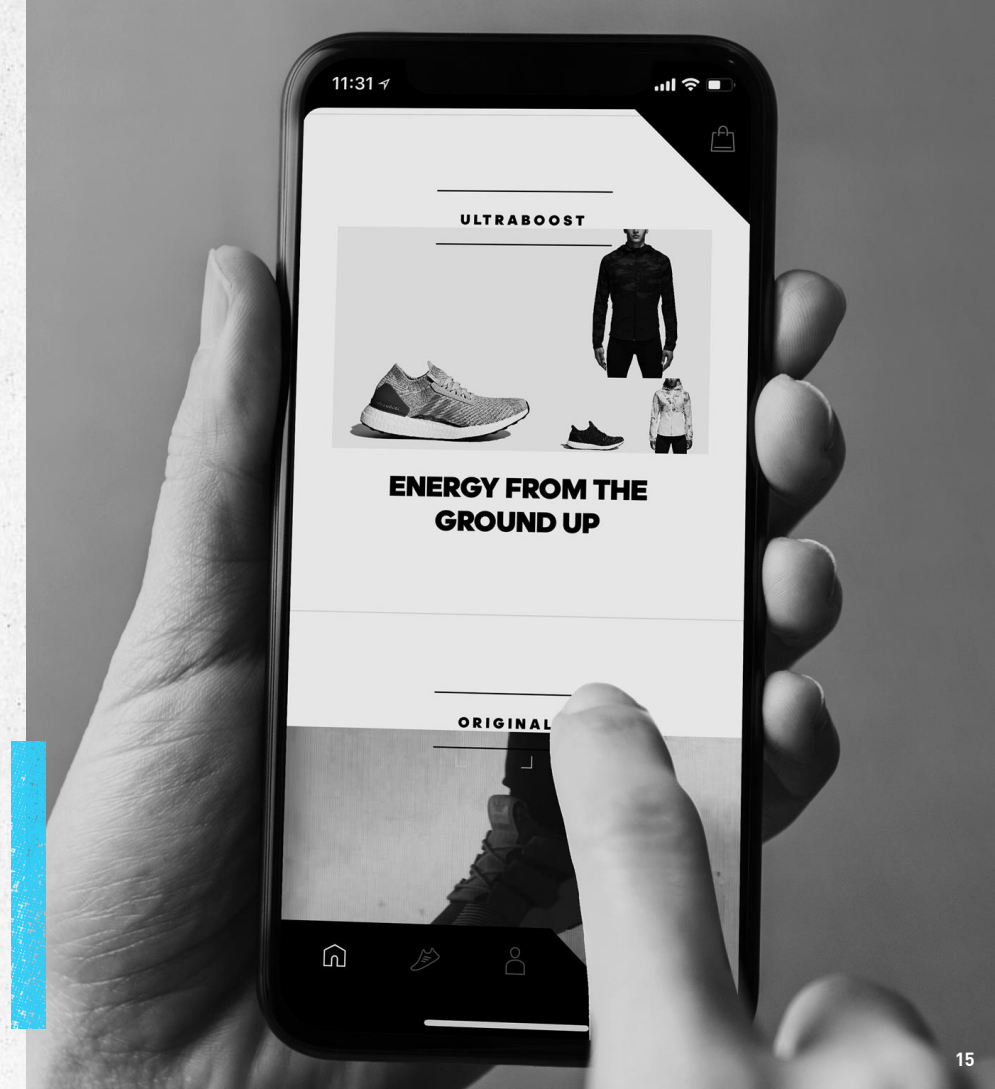 11:31
ULTRABOOST
ENERGY FROM THE
GROUND UP
ORIGINAL
15